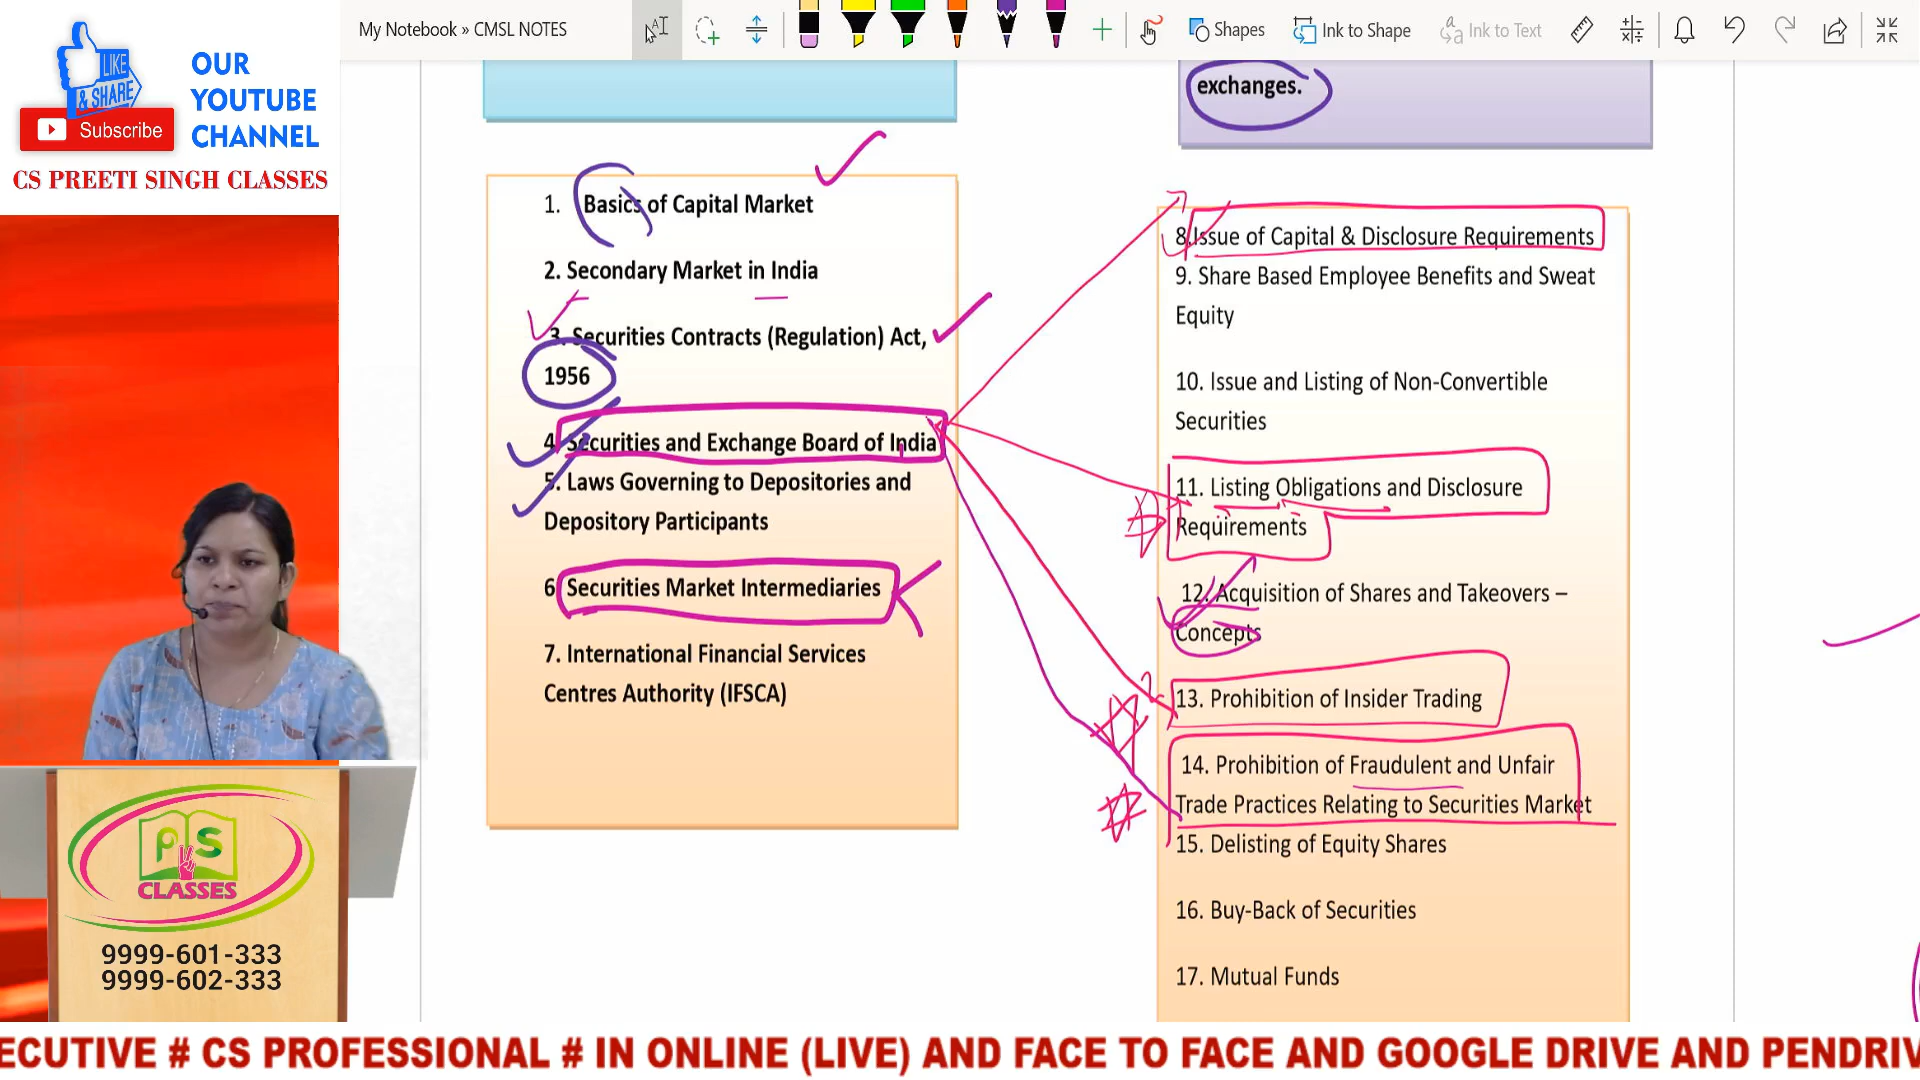 My Notebook » CMSL NOTES
Shapes
Ink to Shape
Ink to Text
LIKE
& SHARE
OUR
YOUTUBE
CHANNEL
Subscribe
CS PREETI SINGH CLASSES
exchanges.
1. Basics of Capital Market
2. Secondary Market in India
3. Securities Contracts (Regulation) Act,
1956
4. Securities and Exchange Board of India
5. Laws Governing to Depositories and
Depository Participants
6 Securities Market Intermediaries
7. International Financial Services
Centres Authority (IFSCA)
8.Issue of Capital & Disclosure Requirements
9. Share Based Employee Benefits and Sweat
Equity
10. Issue and Listing of Non-Convertible
Securities
11. Listing Obligations and Disclosure
Requirements
12. Acquisition of Shares and Takeovers –
Concepts
13. Prohibition of Insider Trading
14. Prohibition of Fraudulent and Unfair
Trade Practices Relating to Securities Market
15. Delisting of Equity Shares
16. Buy-Back of Securities
17. Mutual Funds
PS
CLASSES
9999-601-333
9999-602-333
ECUTIVE # CS PROFESSIONAL # IN ONLINE (LIVE) AND FACE TO FACE AND GOOGLE DRIVE AND PENDRIV